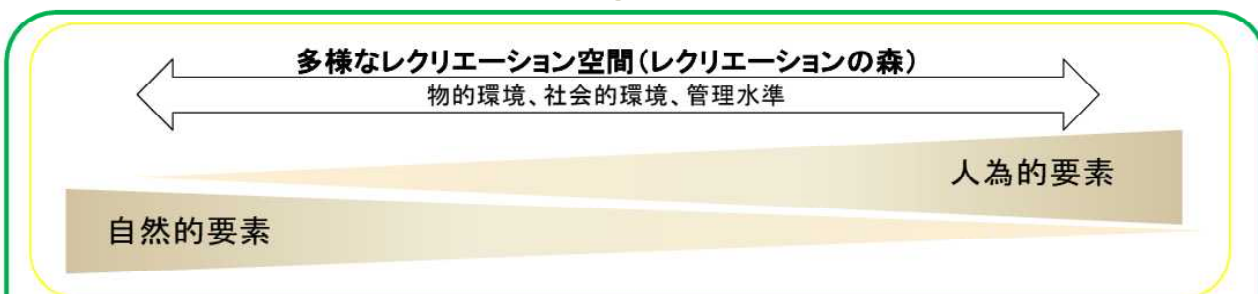 多様なレクリエーション空間（レクリエーションの森）
物的環境、社会的環境、管理水準
人為的要素
自然的要素